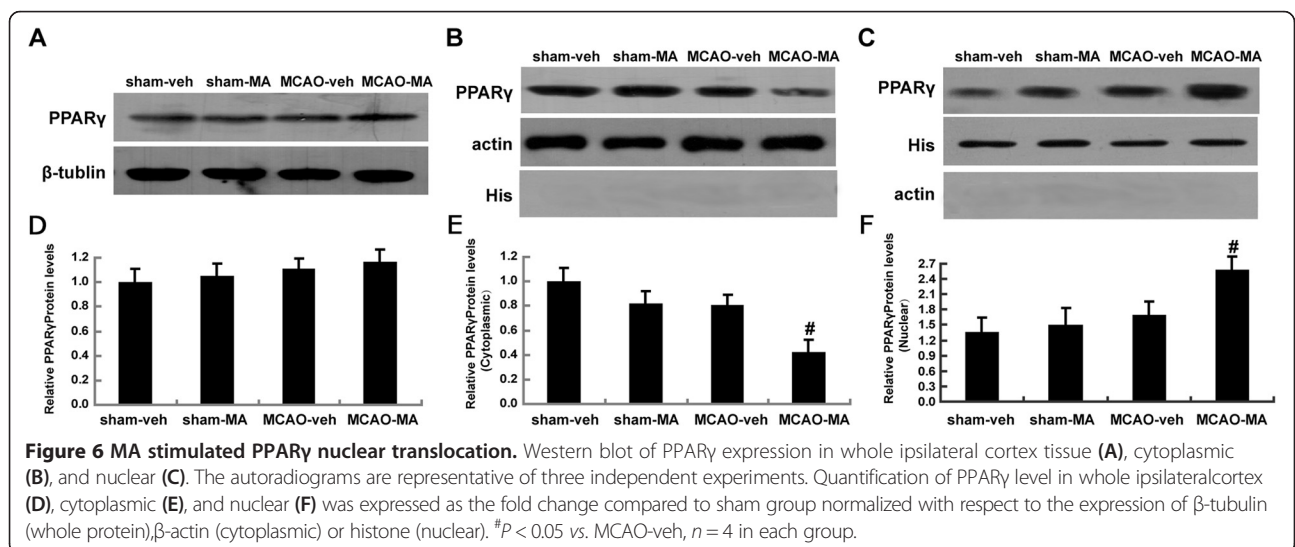 A
sham-veh sham-MA MCAO-veh MCAO-MA
PPARγ
β-tublin
B
sham-veh sham-MA MCAO-veh MCAO-MA
PPARγ
actin
His
C
sham-veh sham-MA MCAO-veh MCAO-MA
PPARγ
His
actin
D
Relative PPARγProtein levels
1.2
1.0
0.8
0.6
0.4
0.2
0.0
sham-veh sham-MA MCAO-veh MCAO-MA
E
Relative PPARγProtein levels
(Cytoplasmic)
1.2
1.0
0.8
0.6
0.4
0.2
0.0
#
sham-veh sham-MA MCAO-veh MCAO-MA
F
Relative PPARγProtein levels
(Nuclear)
2.7
2.4
2.1
1.8
1.5
1.2
0.9
0.6
0.3
0.0
#
sham-veh sham-MA MCAO-veh MCAO-MA
Figure 6 MA stimulated PPARγ nuclear translocation. Western blot of PPARγ expression in whole ipsilateral cortex tissue (A), cytoplasmic
(B), and nuclear (C). The autoradiograms are representative of three independent experiments. Quantification of PPARγ level in whole ipsilateralcortex
(D), cytoplasmic (E), and nuclear (F) was expressed as the fold change compared to sham group normalized with respect to the expression of β-tubulin
(whole protein),β-actin (cytoplasmic) or histone (nuclear). #P < 0.05 vs. MCAO-veh, n = 4 in each group.